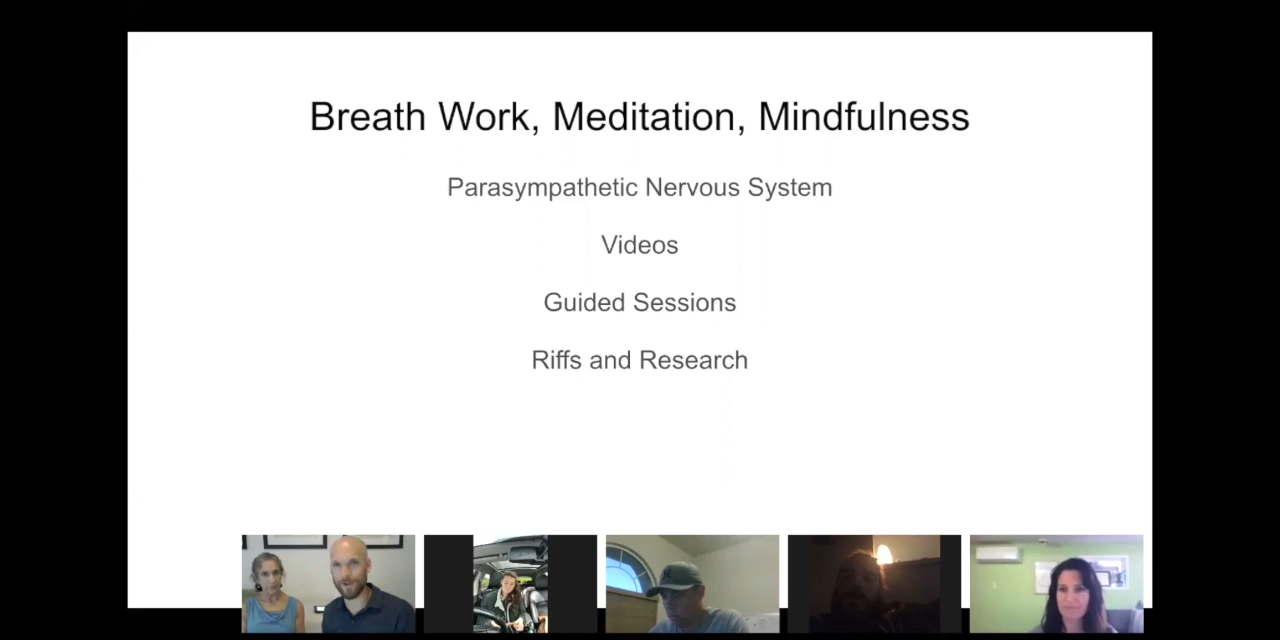 Breath Work, Meditation, Mindfulness
Parasympathetic Nervous System
Videos
Guided Sessions
Riffs and Research